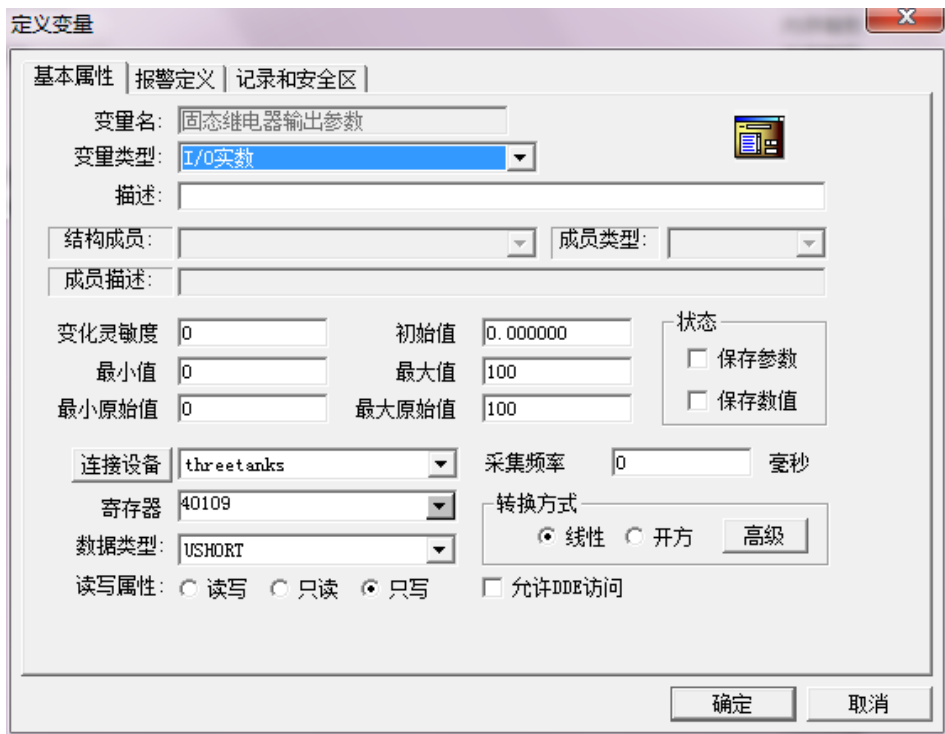 定义变量
基本属性 报警定义 记录和安全区
变量名: 固态继电器输出参数
变量类型: I/O实数
描述:
结构成员: 成员类型:
成员描述:
变化灵敏度 0 初始值 0.000000 状态
最小值 0 最大值 100 保存参数
最小原始值 0 最大原始值 100 保存数值
连接设备 threetanks 采集频率 0 毫秒
寄存器 40109 转换方式
数据类型: USHORT 线性 开方 高级
读写属性: 读写 只读 只写 允许DDE访问
确定 取消